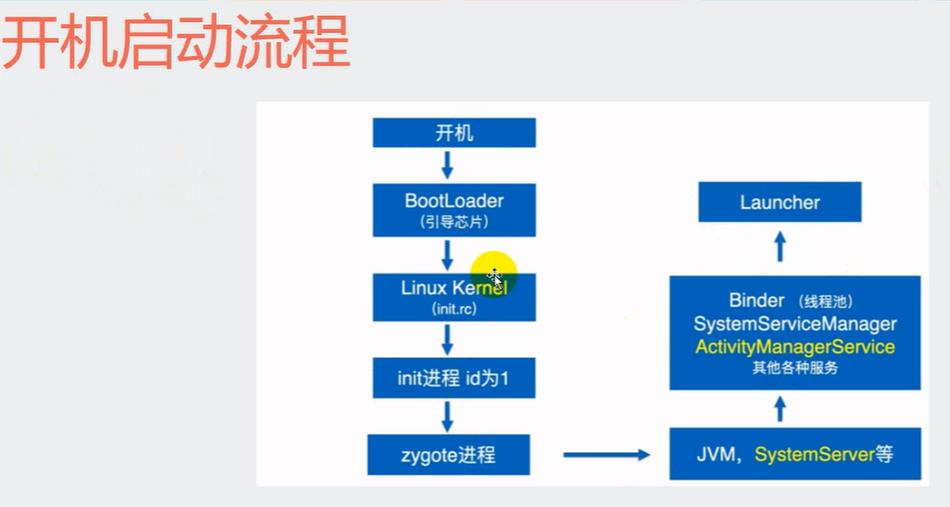 开机启动流程
开机
BootLoader
（引导芯片）
Linux Kernel
（init.rc）
init进程 id为1
zygote进程
JVM，SystemServer等
Binder （线程池）
SystemServiceManager
ActivityManagerService
其他各种服务
Launcher